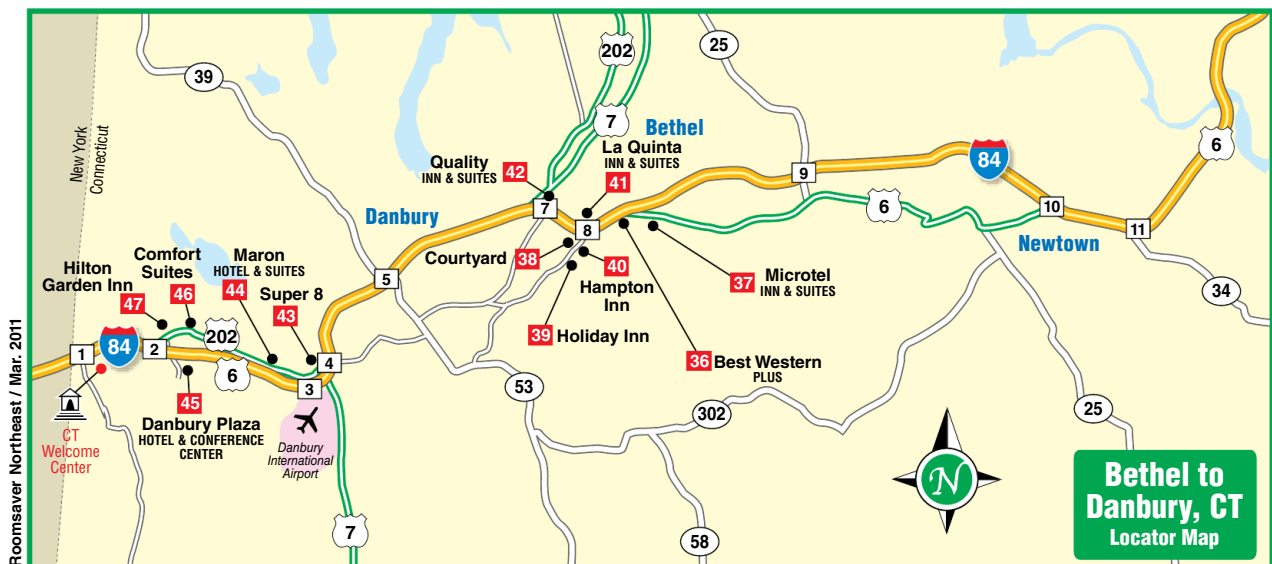 202
25
39
7
Bethel
La Quinta
INN & SUITES
41
6
84
Quality
INN & SUITES
42
9
New York
Connecticut
Danbury
7
8
6
10
11
Newtown
Courtyard
38
40
Hampton
Inn
37
Microtel
INN & SUITES
Maron
HOTEL & SUITES
44
Comfort
Suites
46
Hilton
Garden Inn
47
Super 8
43
5
34
39
Holiday Inn
36
Best Western
PLUS
1
84
2
202
6
4
3
45
Danbury Plaza
HOTEL & CONFERENCE
CENTER
CT
Welcome
Center
Danbury
International
Airport
53
302
25
N
7
58
Bethel to
Danbury, CT
Locator Map
Roomsaver Northeast / Mar. 2011